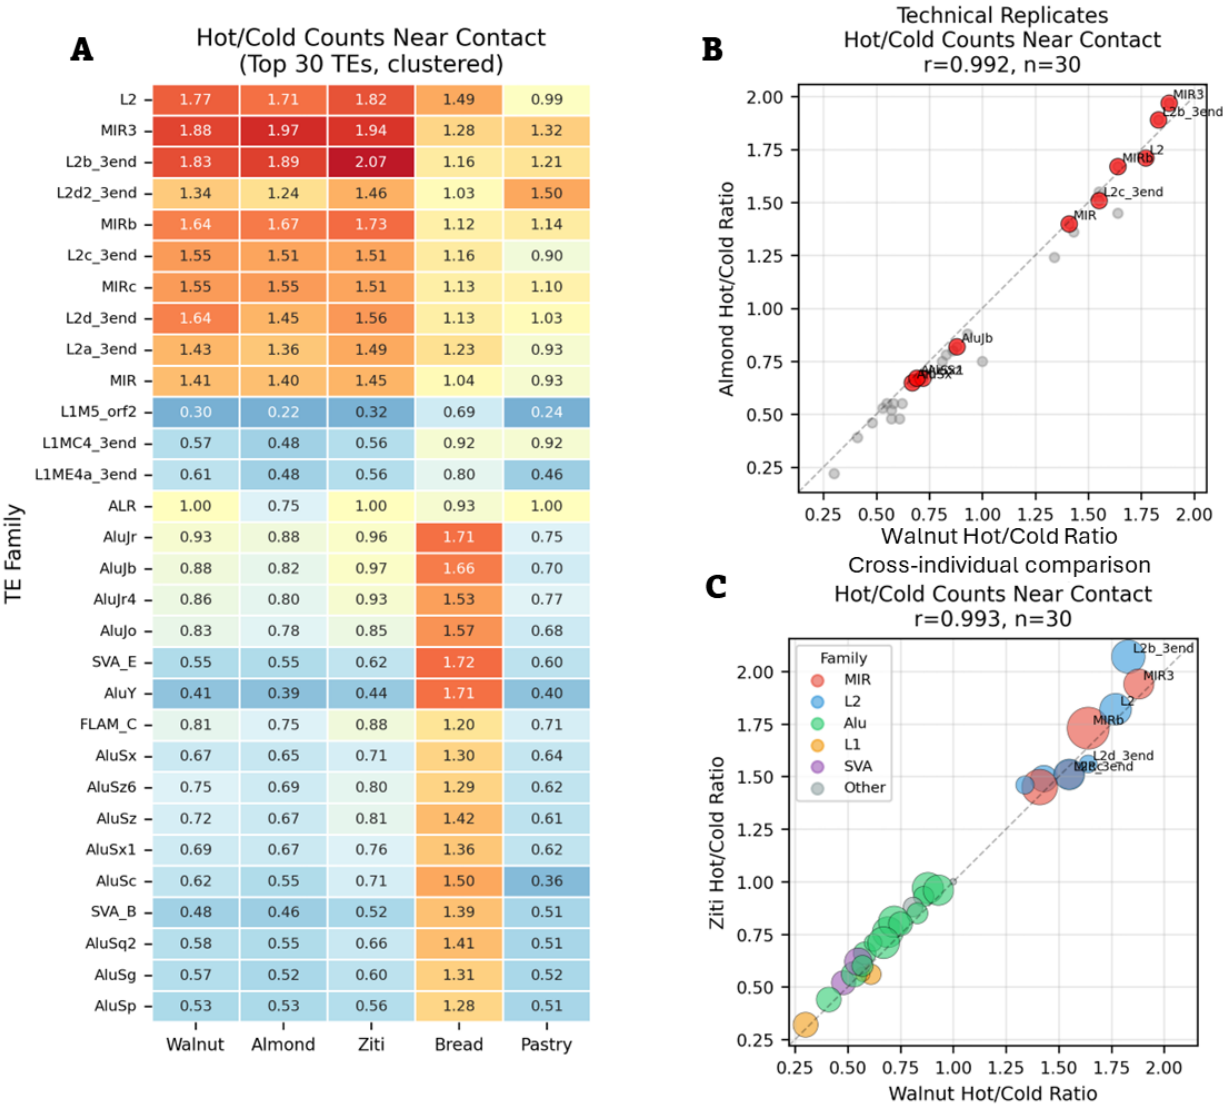 A
Hot/Cold Counts Near Contact
(Top 30 TEs, clustered)
TE Family
L2 1.77 1.71 1.82 1.49 0.99
MIR3 1.88 1.97 1.94 1.28 1.32
L2b_3end 1.83 1.89 2.07 1.16 1.21
L2d2_3end 1.34 1.24 1.46 1.03 1.50
MIRb 1.64 1.67 1.73 1.12 1.14
L2c_3end 1.55 1.51 1.51 1.16 0.90
MIRc 1.55 1.55 1.51 1.13 1.10
L2d_3end 1.64 1.45 1.56 1.13 1.03
L2a_3end 1.43 1.36 1.49 1.23 0.93
MIR 1.41 1.40 1.45 1.04 0.93
L1M5_orf2 0.30 0.22 0.32 0.69 0.24
L1MC4_3end 0.57 0.48 0.56 0.92 0.92
L1ME4a_3end 0.61 0.48 0.56 0.80 0.46
ALR 1.00 0.75 1.00 0.93 1.00
AluJr 0.93 0.88 0.96 1.71 0.75
AluJb 0.88 0.82 0.97 1.66 0.70
AluJr4 0.86 0.80 0.93 1.53 0.77
AluJo 0.83 0.78 0.85 1.57 0.68
SVA_E 0.55 0.55 0.62 1.72 0.60
AluY 0.41 0.39 0.44 1.71 0.40
FLAM_C 0.81 0.75 0.88 1.20 0.71
AluSx 0.67 0.65 0.71 1.30 0.64
AluSz6 0.75 0.69 0.80 1.29 0.62
AluSz 0.72 0.67 0.81 1.42 0.61
AluSx1 0.69 0.67 0.76 1.36 0.62
AluSc 0.62 0.55 0.71 1.50 0.36
SVA_B 0.48 0.46 0.52 1.39 0.51
AluSq2 0.58 0.55 0.66 1.41 0.51
AluSg 0.57 0.52 0.60 1.31 0.52
AluSp 0.53 0.53 0.56 1.28 0.51
Walnut Almond Ziti Bread Pastry
B
Technical Replicates
Hot/Cold Counts Near Contact
r=0.992, n=30
Almond Hot/Cold Ratio
2.00
1.75
1.50
1.25
1.00
0.75
0.50
0.25
MIR3
L2b_3end
L2
MIRb
L2c_3end
MIR
AluJb
0.25 0.50 0.75 1.00 1.25 1.50 1.75 2.00
Walnut Hot/Cold Ratio
C
Cross-individual comparison
Hot/Cold Counts Near Contact
r=0.993, n=30
Ziti Hot/Cold Ratio
2.00
1.75
1.50
1.25
1.00
0.75
0.50
0.25
Family
MIR
L2
Alu
L1
SVA
Other
L2b_3end
MIR3
L2
MIRb
L2d_3end
0.25 0.50 0.75 1.00 1.25 1.50 1.75 2.00
Walnut Hot/Cold Ratio